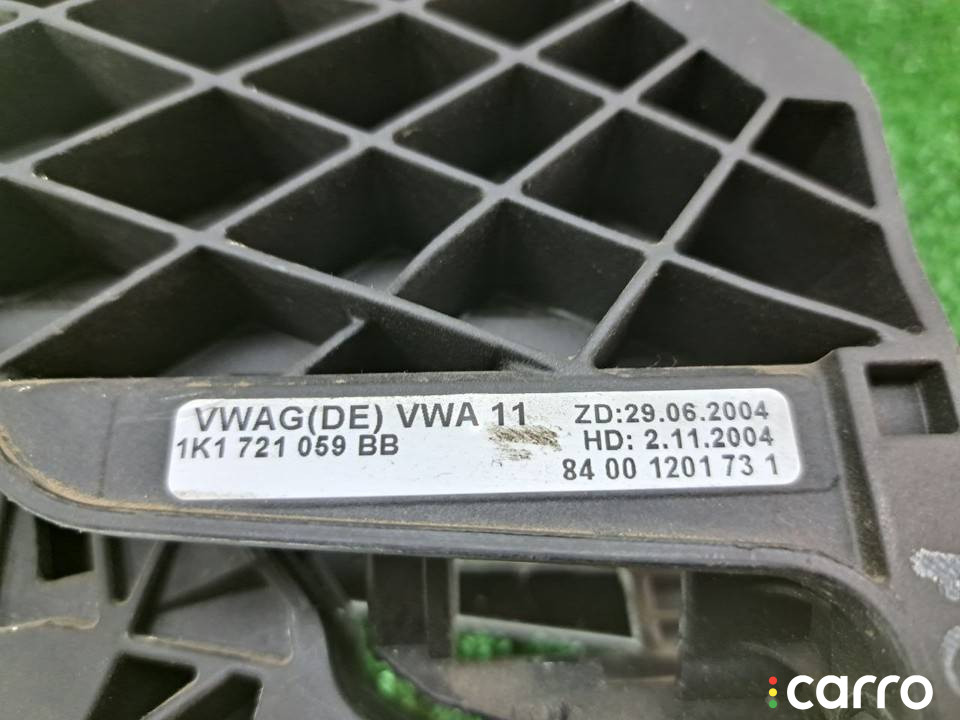 VWAG(DE) VWA 11 ZD:29.06.2004
1K1 721 059 BB HD: 2.11.2004
84 00 1201 73 1
carro